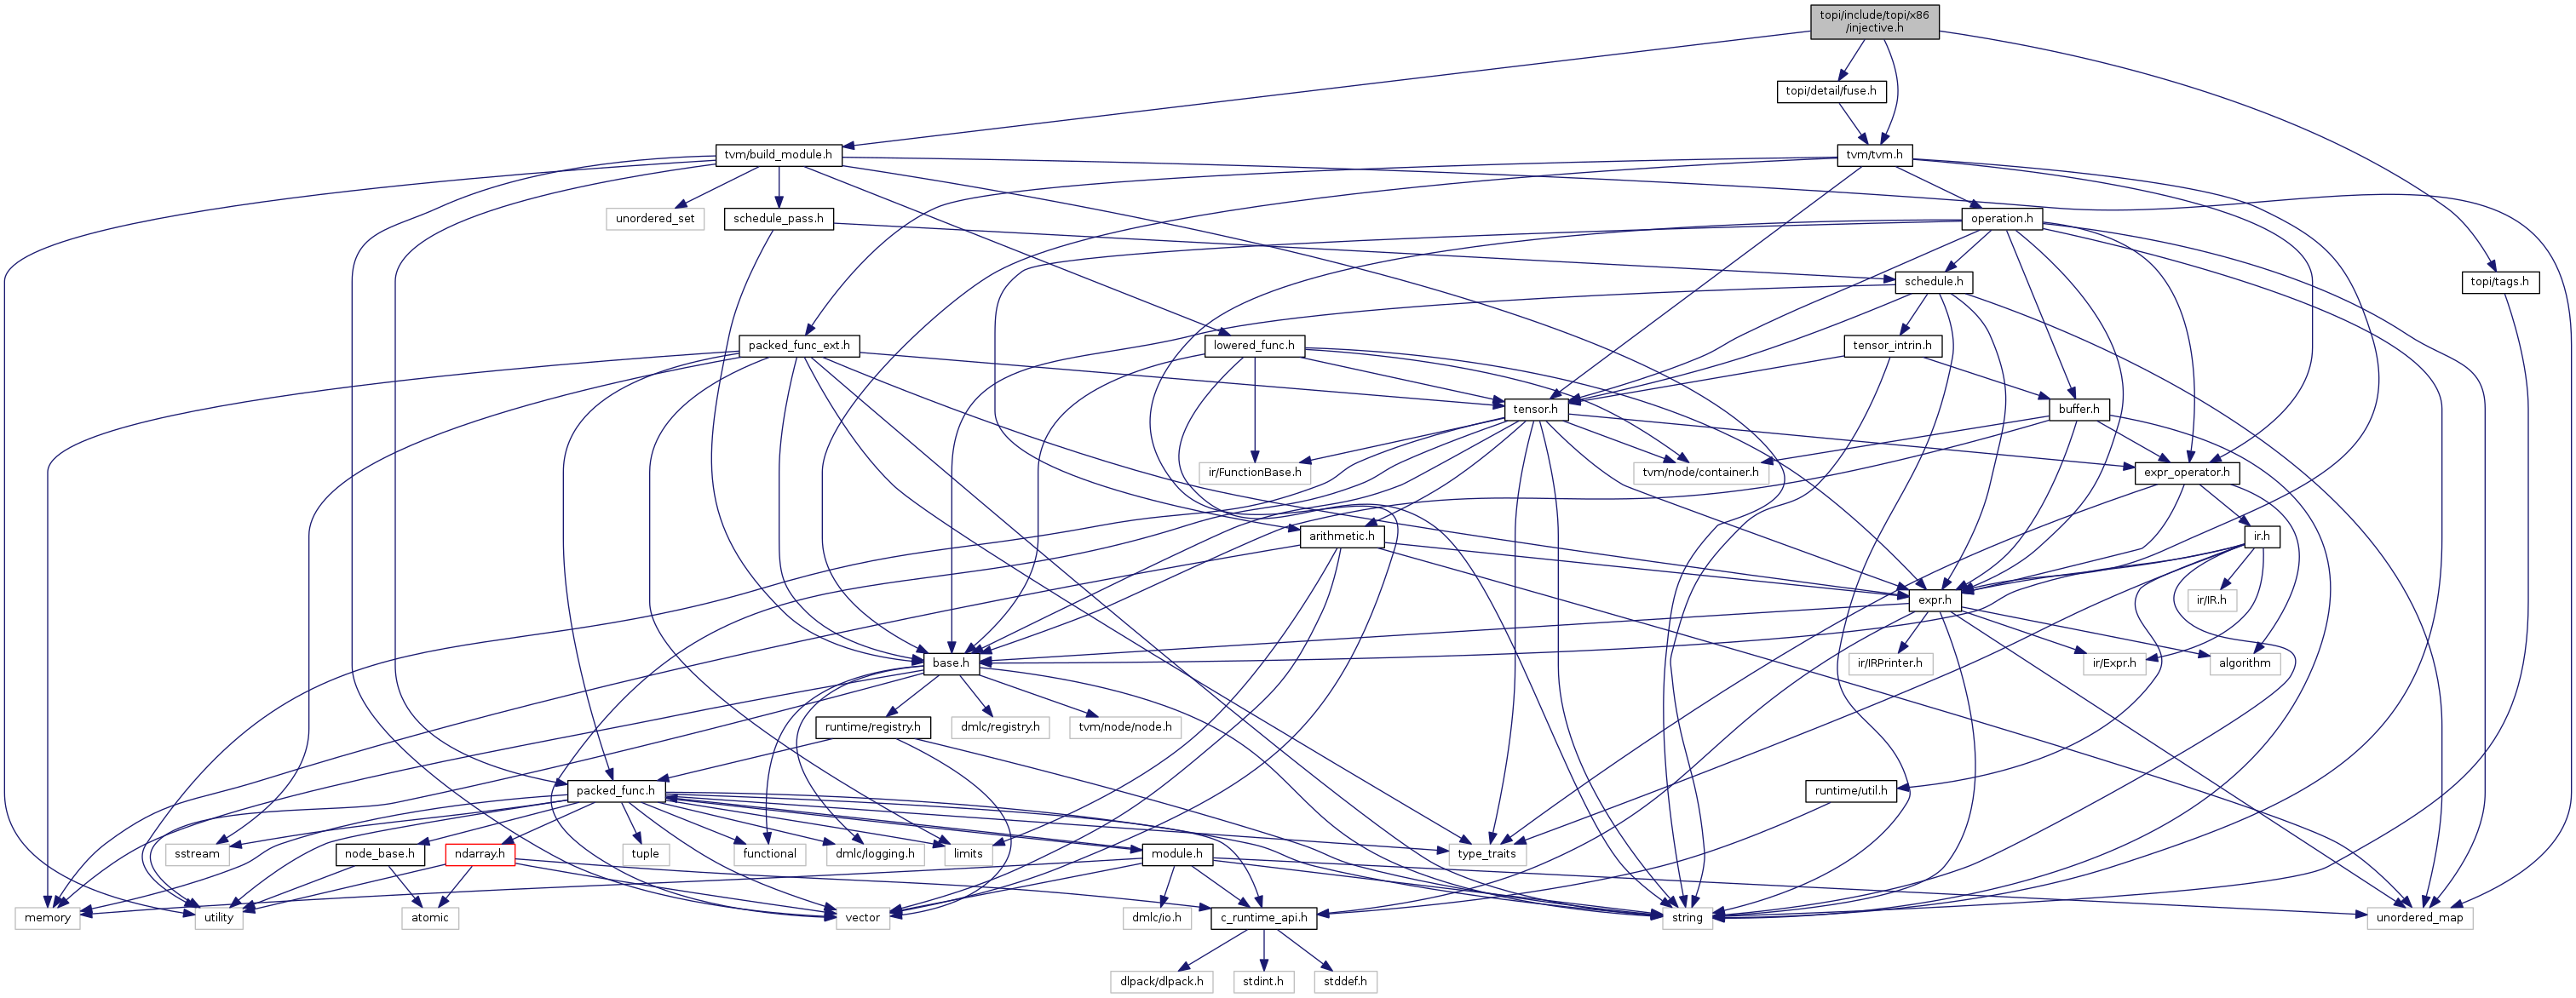 topi/include/topi/x86
/injective.h
topi/detail/fuse.h
tvm/build_module.h
tvm/tvm.h
unordered_set
schedule_pass.h
operation.h
schedule.h
topi/tags.h
packed_func_ext.h
lowered_func.h
tensor_intrin.h
tensor.h
buffer.h
ir/FunctionBase.h
tvm/node/container.h
expr_operator.h
arithmetic.h
ir.h
expr.h
ir/IR.h
base.h
ir/IRPrinter.h
ir/Expr.h
algorithm
runtime/registry.h
dmlc/registry.h
tvm/node/node.h
packed_func.h
runtime/util.h
sstream
node_base.h
ndarray.h
tuple
functional
dmlc/logging.h
limits
module.h
type_traits
memory
utility
atomic
vector
dmlc/io.h
c_runtime_api.h
string
unordered_map
dlpack/dlpack.h
stdint.h
stddef.h